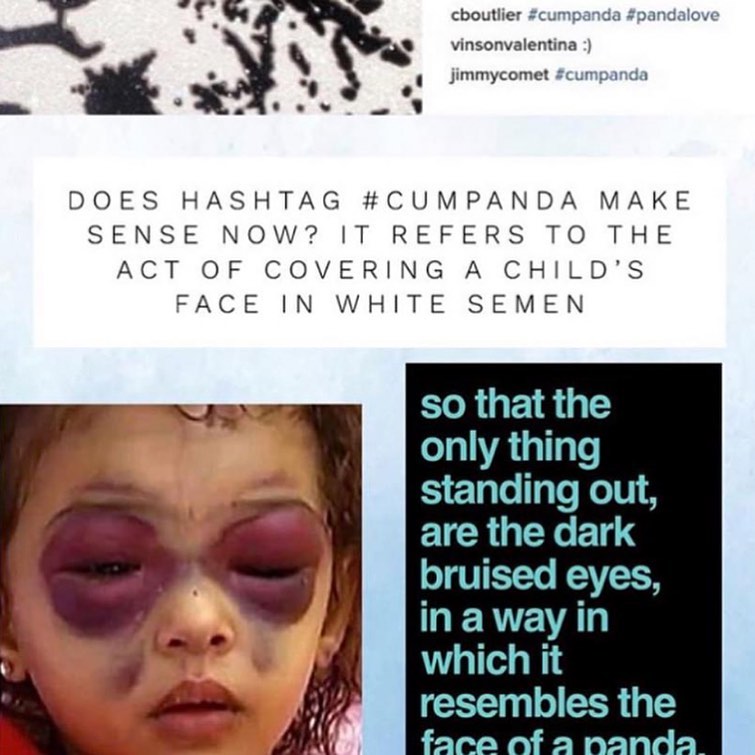 cboutlier #cumpanda #pandalove
vinsonvalentina :)
jimmycomet #cumpanda
DOES HASHTAG #CUMPANDA MAKE
SENSE NOW? IT REFERS TO THE
ACT OF COVERING A CHILD'S
FACE IN WHITE SEMEN
so that the
only thing
standing out,
are the dark
bruised eyes,
in a way in
which it
resembles the
face of a panda.